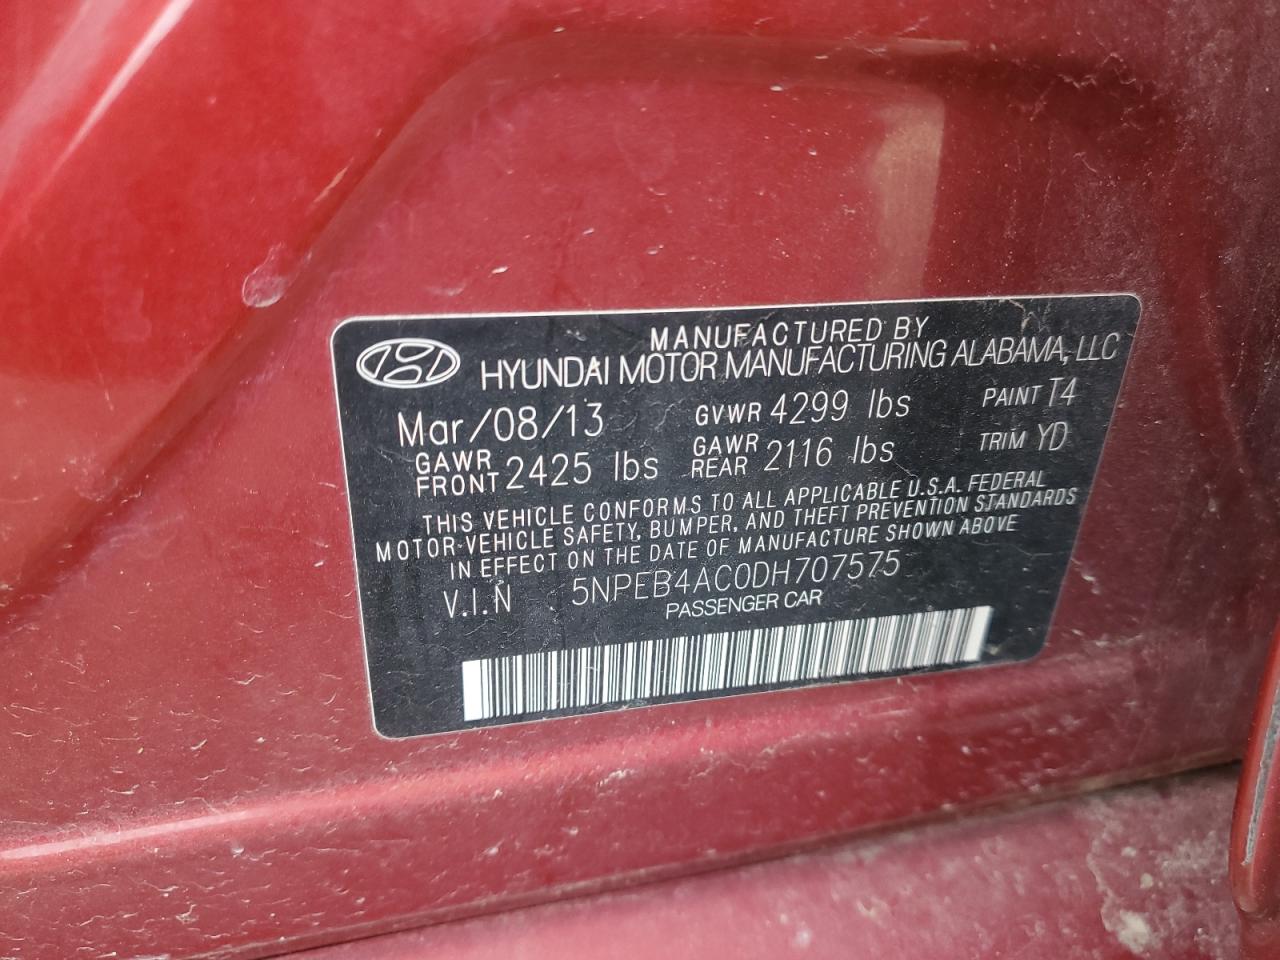 MANUFACTURED BY
HYUNDAI MOTOR MANUFACTURING ALABAMA, LLC
Mar/08/13 GVWR 4299 lbs PAINT T4
GAWR FRONT 2425 lbs GAWR REAR 2116 lbs TRIM YD
THIS VEHICLE CONFORMS TO ALL APPLICABLE U.S.A. FEDERAL
MOTOR-VEHICLE SAFETY, BUMPER, AND THEFT PREVENTION STANDARDS
IN EFFECT ON THE DATE OF MANUFACTURE SHOWN ABOVE
V.I.N 5NPEB4AC0DH707575
PASSENGER CAR